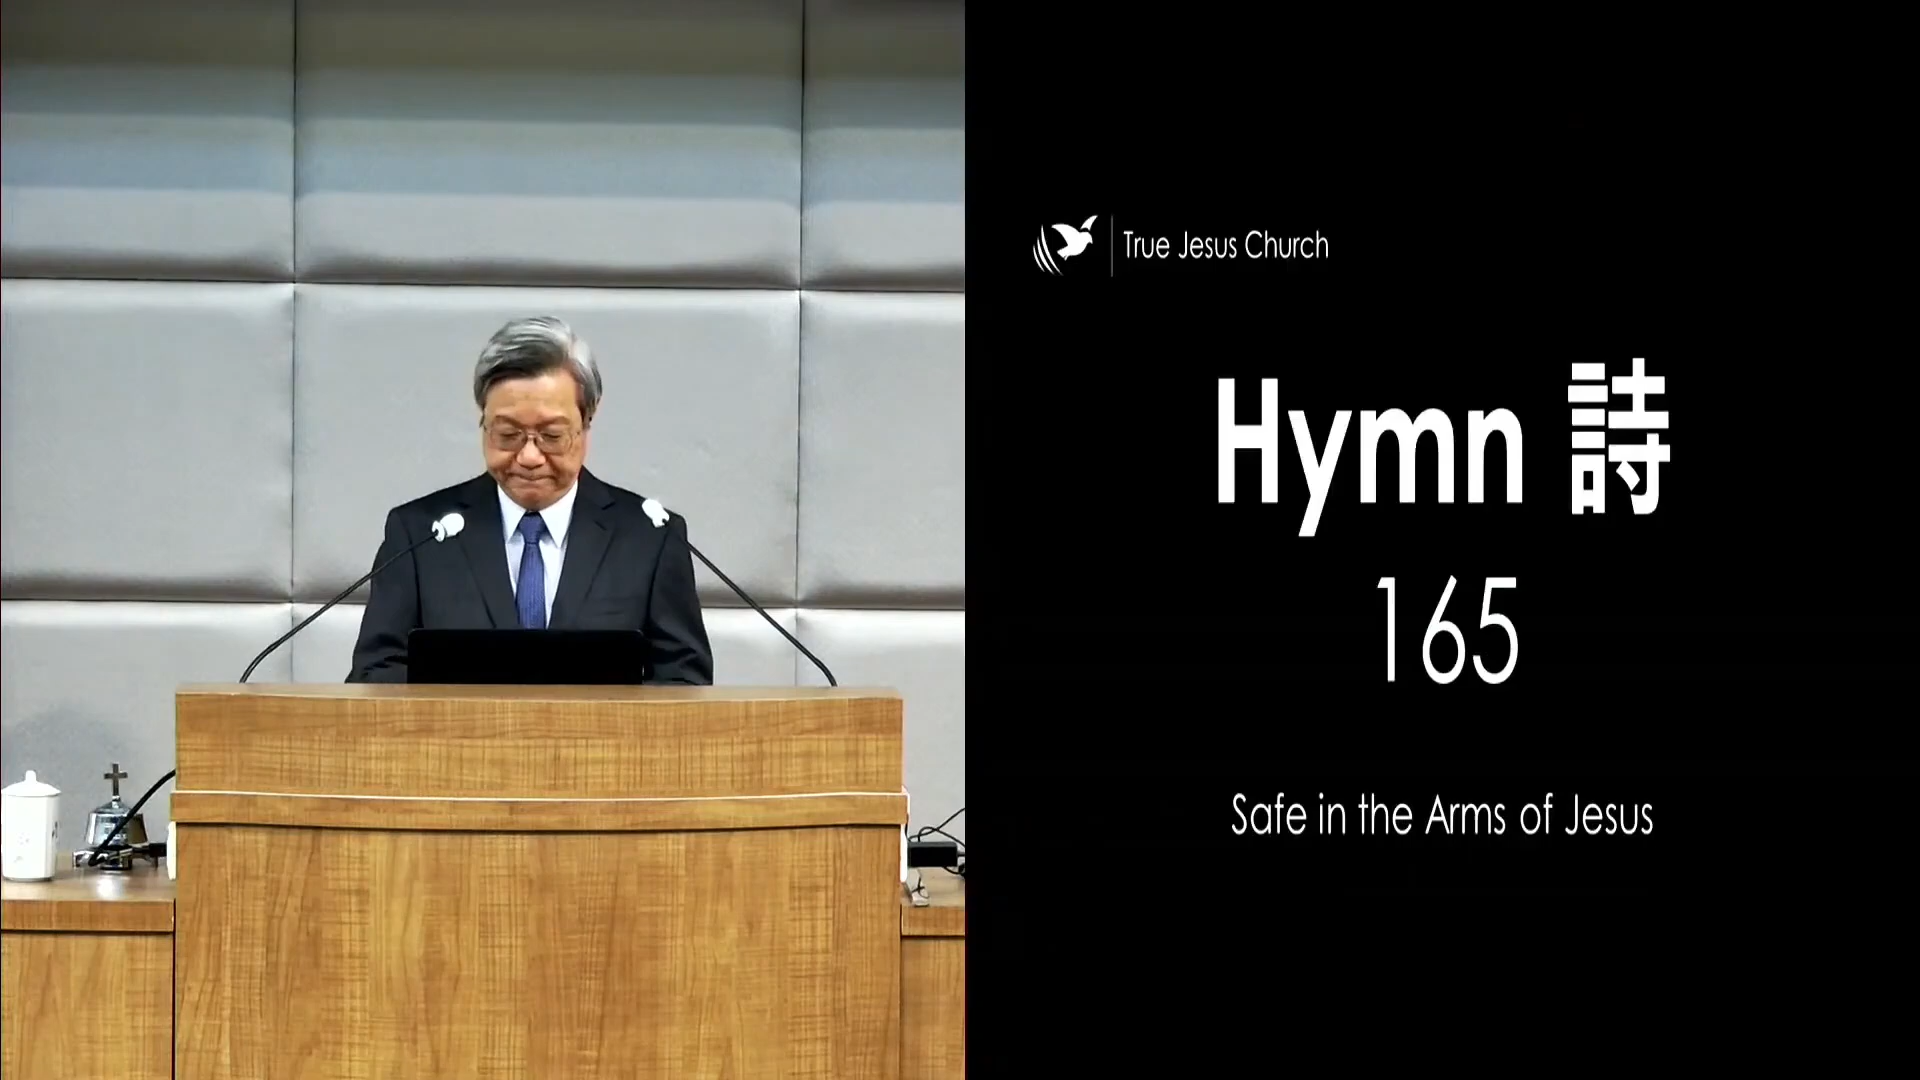 True Jesus Church
Hymn 詩
165
Safe in the Arms of Jesus